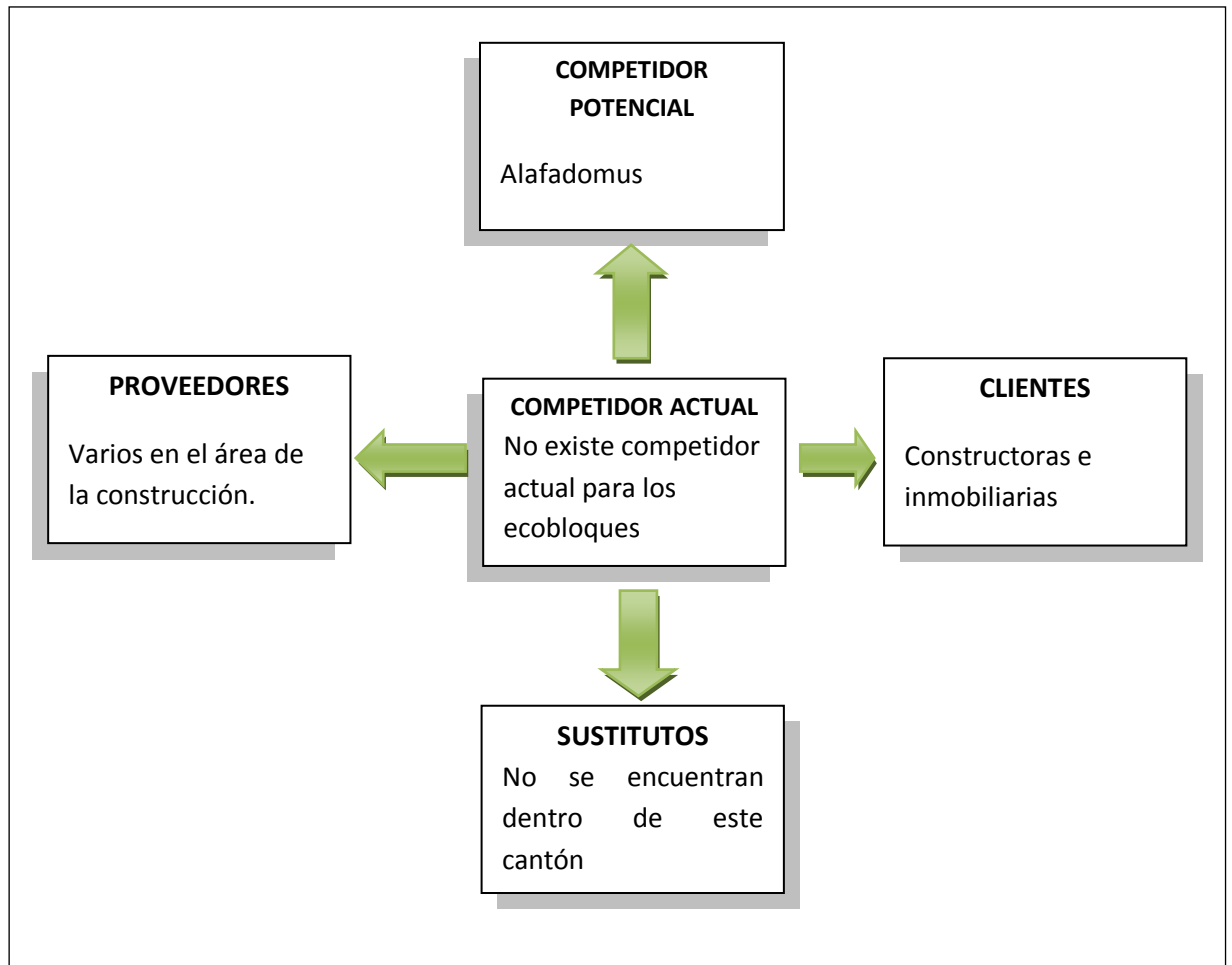 COMPETIDOR
POTENCIAL
Alafadomus
PROVEEDORES
Varios en el área de
la construcción.
COMPETIDOR ACTUAL
No existe competidor
actual para los
ecobloques
CLIENTES
Constructoras e
inmobiliarias
SUSTITUTOS
No se encuentran
dentro de este
cantón